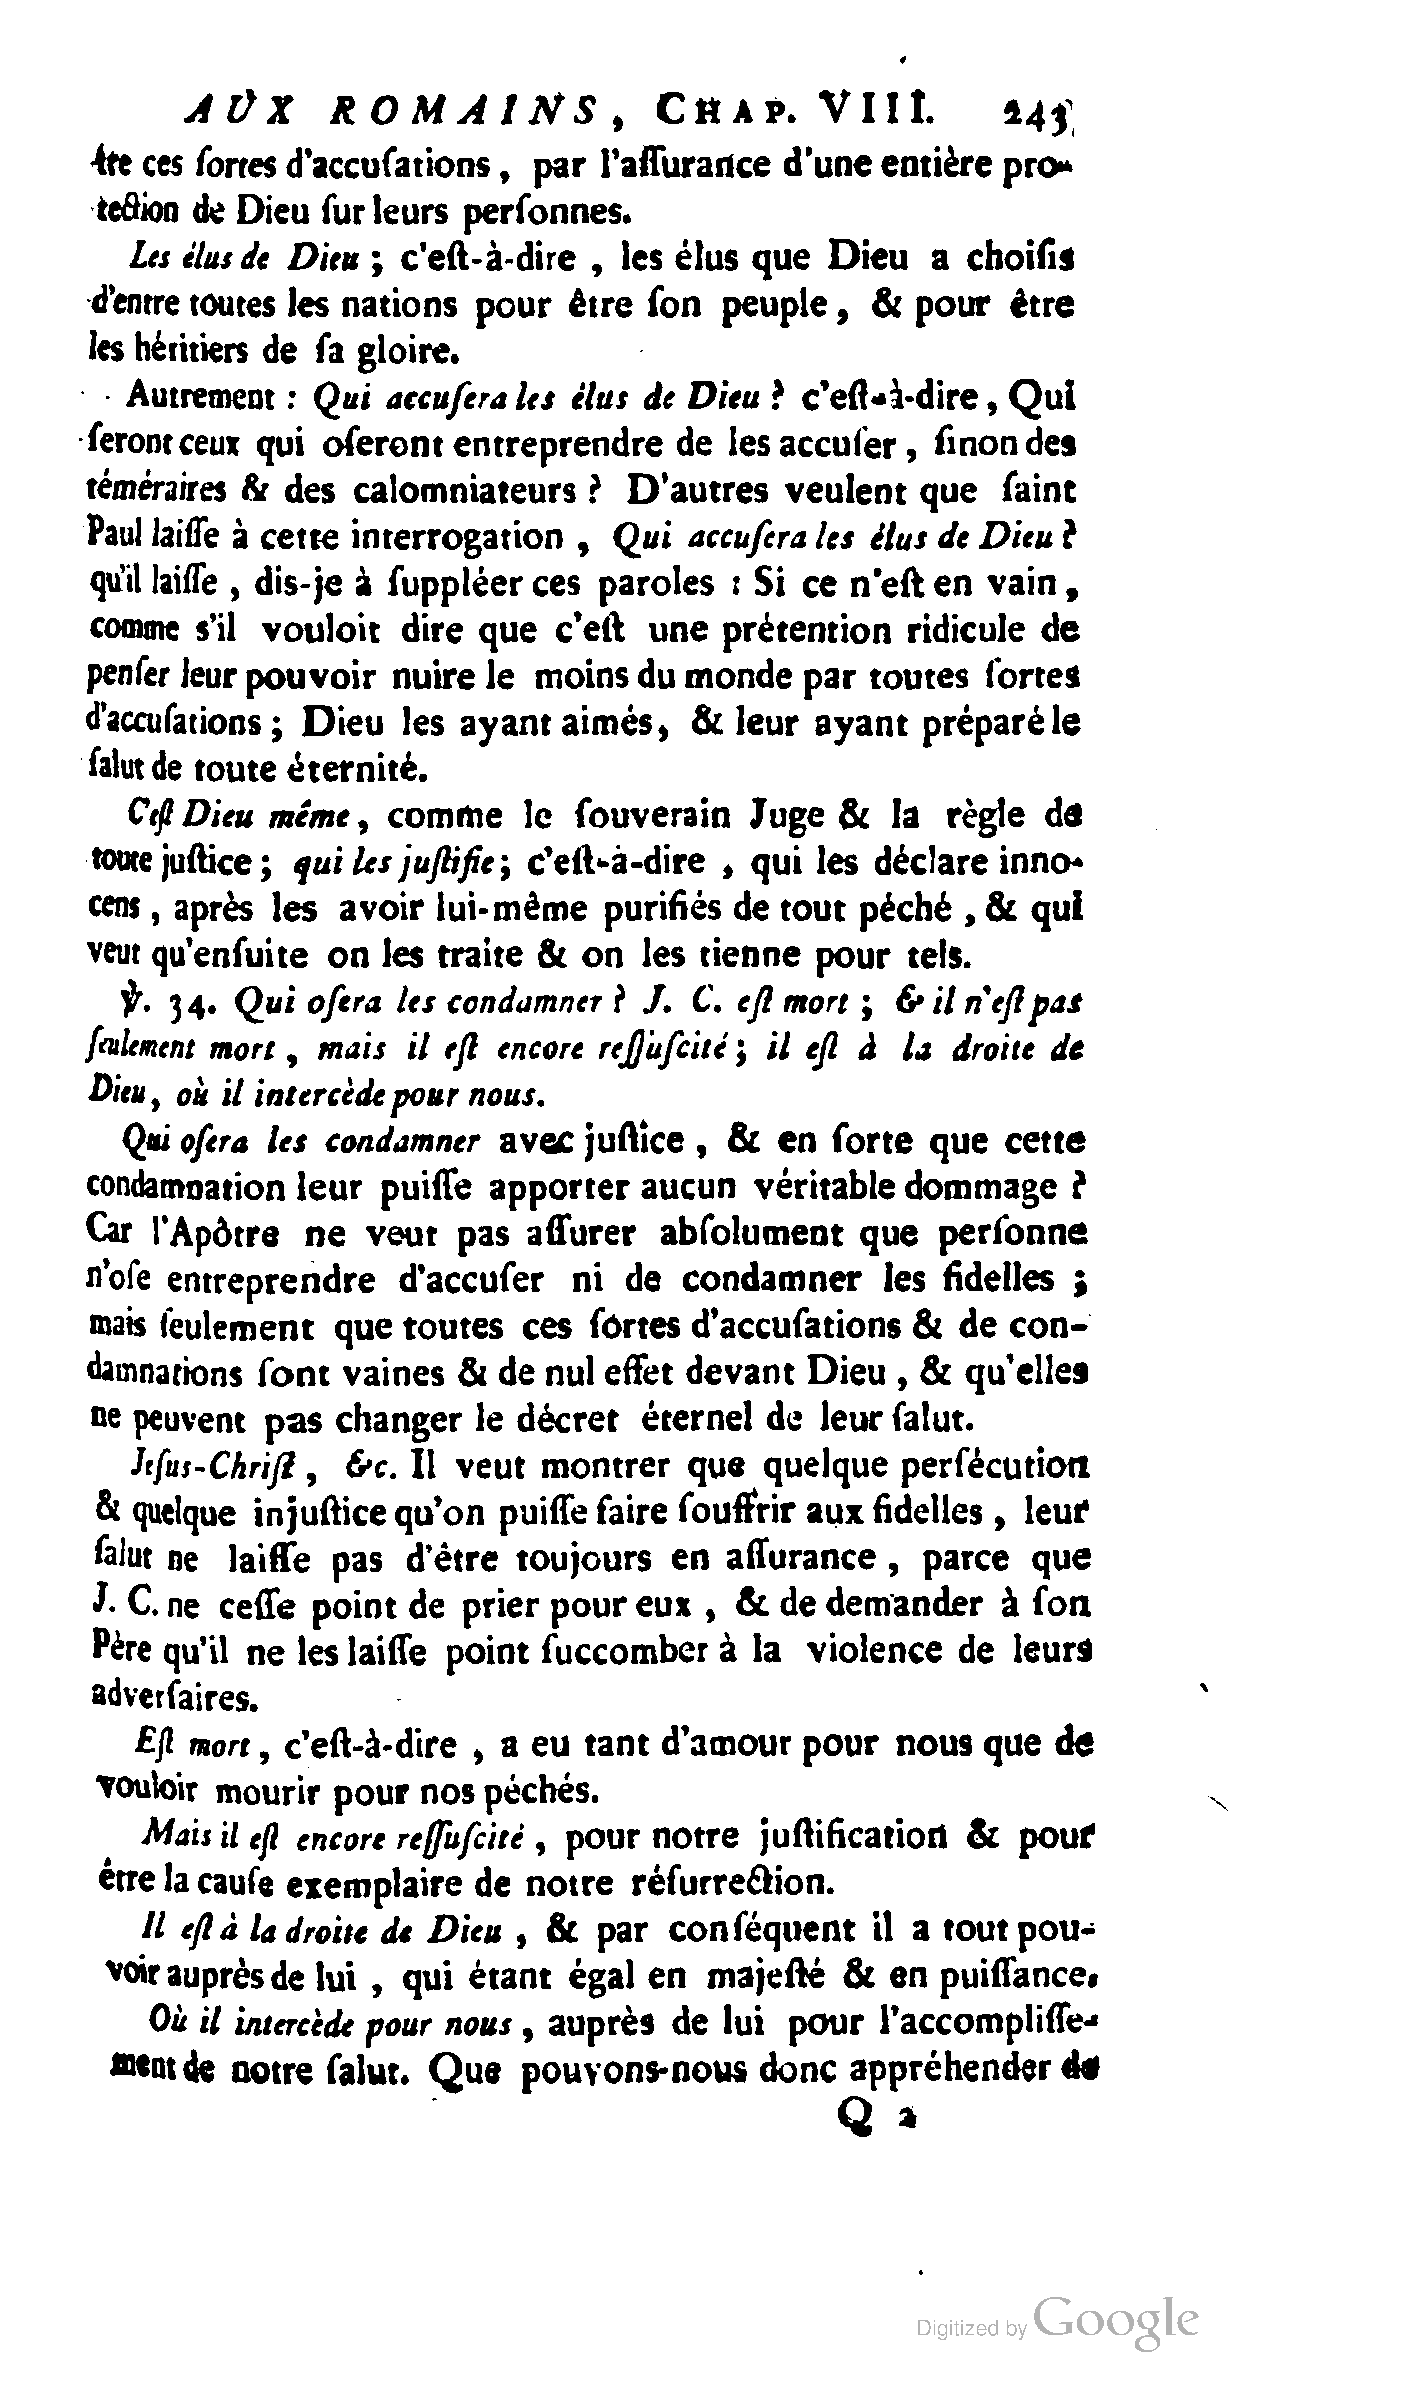 AUX ROMAINS, CHAP. VIII. 243
tre ces ſortes d'accuſations, par l'aſſurance d'une entière pro-
tection de Dieu ſur leurs perſonnes.
Les élus de Dieu ; c'eſt-à-dire , les élus que Dieu a choiſis
d'entre toutes les nations pour être ſon peuple, & pour être
les héritiers de ſa gloire.
Autrement : Qui accuſera les élus de Dieu ? c'eſt-à-dire, Qui
ſeront ceux qui oſeront entreprendre de les accuſer, ſinon des
téméraires & des calomniateurs ? D'autres veulent que ſaint
Paul laiſſe à cette interrogation , Qui accuſera les élus de Dieu ?
qu'il laiſſe , dis-je à ſuppléer ces paroles : Si ce n'eſt en vain,
comme s'il vouloit dire que c'eſt une prétention ridicule de
penſer leur pouvoir nuire le moins du monde par toutes ſortes
d'accuſations ; Dieu les ayant aimés, & leur ayant préparé le
ſalut de toute éternité.
C'eſt Dieu même, comme le ſouverain Juge & la règle de
toute juſtice ; qui les juſtifie ; c'eſt-à-dire , qui les déclare inno-
cens , après les avoir lui-même purifiés de tout péché , & qui
veut qu'enſuite on les traite & on les tienne pour tels.
℣. 34. Qui oſera les condamner ? J. C. eſt mort ; & il n'eſt pas
ſeulement mort , mais il eſt encore reſſuſcité ; il eſt à la droite de
Dieu, où il intercède pour nous.
Qui oſera les condamner avec juſtice , & en ſorte que cette
condamnation leur puiſſe apporter aucun véritable dommage ?
Car l'Apôtre ne veut pas aſſurer abſolument que perſonne
n'oſe entreprendre d'accuſer ni de condamner les fidelles ;
mais ſeulement que toutes ces ſortes d'accuſations & de con-
damnations ſont vaines & de nul effet devant Dieu , & qu'elles
ne peuvent pas changer le décret éternel de leur ſalut.
Jeſus-Chriſt , &c. Il veut montrer que quelque perſécution
& quelque injuſtice qu'on puiſſe faire ſouffrir aux fidelles , leur
ſalut ne laiſſe pas d'être toujours en aſſurance , parce que
J. C. ne ceſſe point de prier pour eux , & de demander à ſon
Père qu'il ne les laiſſe point ſuccomber à la violence de leurs
adverſaires.
Eſt mort, c'eſt-à-dire , a eu tant d'amour pour nous que de
vouloir mourir pour nos péchés.
Mais il eſt encore reſſuſcité , pour notre juſtification & pour
être la cauſe exemplaire de notre réſurrection.
Il eſt à la droite de Dieu , & par conſéquent il a tout pou-
voir auprès de lui , qui étant égal en majeſté & en puiſſance.
Où il intercède pour nous , auprès de lui pour l'accompliſſe-
ment de notre ſalut. Que pouvons-nous donc appréhender de
Q 2
Digitized by Google